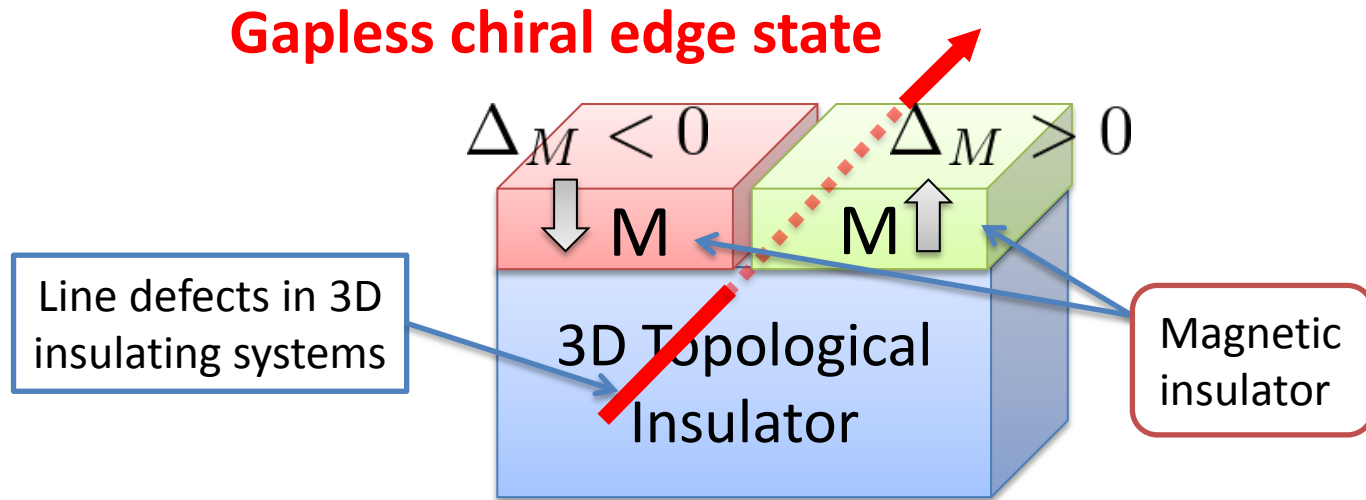 Gapless chiral edge state
Δ_M < 0
Δ_M > 0
M
M
Line defects in 3D
insulating systems
3D Topological
Insulator
Magnetic
insulator